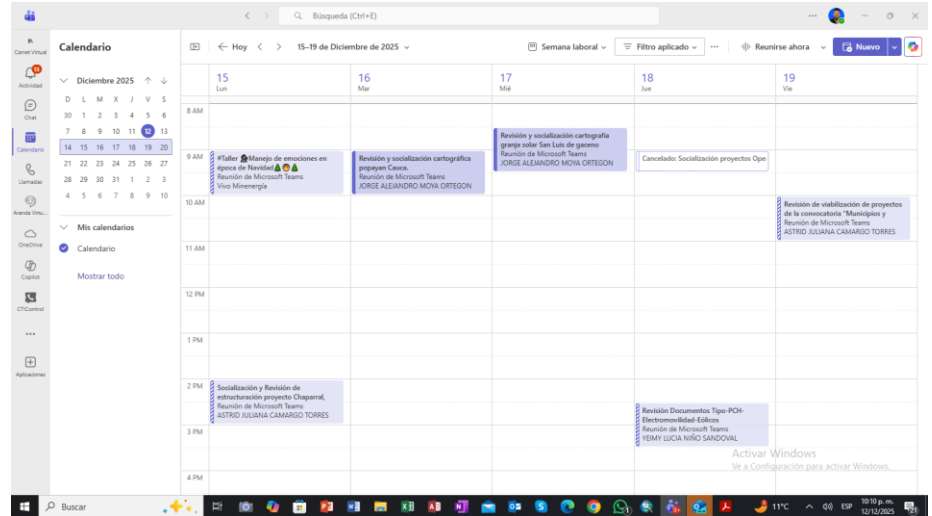 Búsqueda (Ctrl+E)
Carnet Virtual
Actividad
Chat
Calendario
Llamadas
Arenda Virtu...
OneDrive
Copilot
CTIControl
Aplicaciones
Calendario
Diciembre 2025
D L M X J V S
30 1 2 3 4 5 6
7 8 9 10 11 12 13
14 15 16 17 18 19 20
21 22 23 24 25 26 27
28 29 30 31 1 2 3
4 5 6 7 8 9 10
Mis calendarios
Calendario
Mostrar todo
Hoy
15–19 de Diciembre de 2025
Semana laboral
Filtro aplicado
Reunirse ahora
Nuevo
15
Lun
16
Mar
17
Mié
18
Jue
19
Vie
8 AM
9 AM
10 AM
11 AM
12 PM
1 PM
2 PM
3 PM
4 PM
#Taller Manejo de emociones en
época de Navidad
Reunión de Microsoft Teams
Vivo Minenergía
Socialización y Revisión de
estructuración proyecto Chaparral,
Reunión de Microsoft Teams
ASTRID JULIANA CAMARGO TORRES
Revisión y socialización cartográfica
popayan Cauca.
Reunión de Microsoft Teams
JORGE ALEJANDRO MOYA ORTEGON
Revisión y socialización cartografía
granja solar San Luis de gaceno
Reunión de Microsoft Teams
JORGE ALEJANDRO MOYA ORTEGON
Cancelado: Socialización proyectos Ope
Revisión Documentos Tipo-PCH-
Electromovilidad-Eólicos
Reunión de Microsoft Teams
YEIMY LUCIA NIÑO SANDOVAL
Revisión de viabilización de proyectos
de la convocatoria "Municipios y
Reunión de Microsoft Teams
ASTRID JULIANA CAMARGO TORRES
Activar Windows
Ve a Configuración para activar Windows.
Buscar
11°C
ESP
10:10 p. m.
12/12/2025